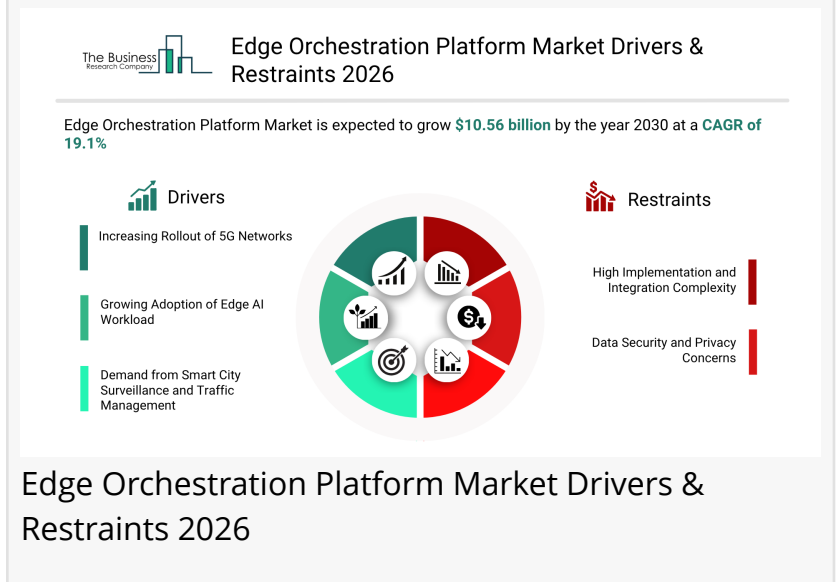 The Business
Research Company
Edge Orchestration Platform Market Drivers &
Restraints 2026
Edge Orchestration Platform Market is expected to grow $10.56 billion by the year 2030 at a CAGR of
19.1%
Drivers
Increasing Rollout of 5G Networks
Growing Adoption of Edge AI
Workload
Demand from Smart City
Surveillance and Traffic
Management
$
Restraints
High Implementation and
Integration Complexity
Data Security and Privacy
Concerns
$
Edge Orchestration Platform Market Drivers &
Restraints 2026